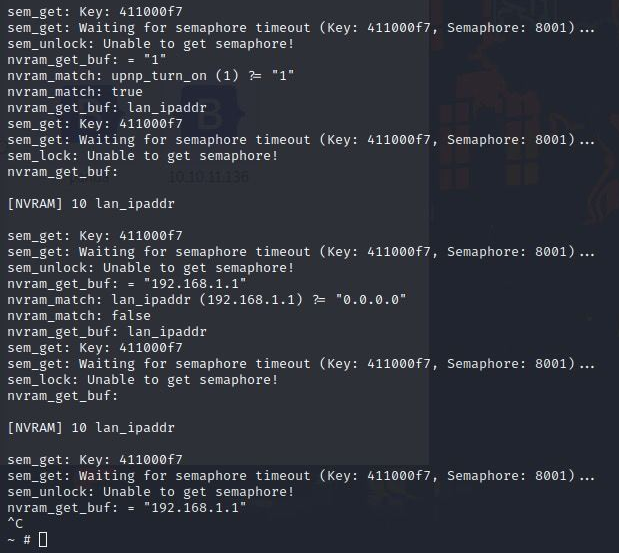 sem_get: Key: 411000f7
sem_get: Waiting for semaphore timeout (Key: 411000f7, Semaphore: 8001)...
sem_unlock: Unable to get semaphore!
nvram_get_buf: = "1"
nvram_match: upnp_turn_on (1) ?= "1"
nvram_match: true
nvram_get_buf: lan_ipaddr
sem_get: Key: 411000f7
sem_get: Waiting for semaphore timeout (Key: 411000f7, Semaphore: 8001)...
sem_lock: Unable to get semaphore!
nvram_get_buf:
10.10.11.136
[NVRAM] 10 lan_ipaddr
sem_get: Key: 411000f7
sem_get: Waiting for semaphore timeout (Key: 411000f7, Semaphore: 8001)...
sem_unlock: Unable to get semaphore!
nvram_get_buf: = "192.168.1.1"
nvram_match: lan_ipaddr (192.168.1.1) ?= "0.0.0.0"
nvram_match: false
nvram_get_buf: lan_ipaddr
sem_get: Key: 411000f7
sem_get: Waiting for semaphore timeout (Key: 411000f7, Semaphore: 8001)...
sem_lock: Unable to get semaphore!
nvram_get_buf:
[NVRAM] 10 lan_ipaddr
sem_get: Key: 411000f7
sem_get: Waiting for semaphore timeout (Key: 411000f7, Semaphore: 8001)...
sem_unlock: Unable to get semaphore!
nvram_get_buf: = "192.168.1.1"
^C
~ #